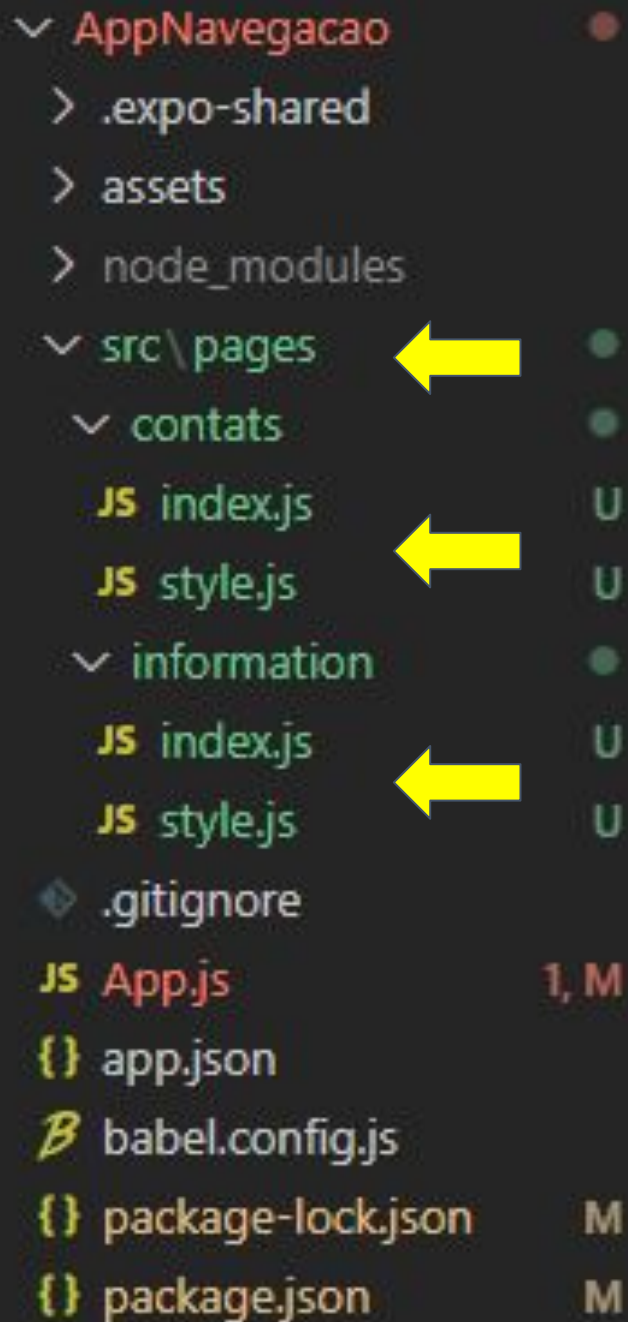 AppNavegacao
.expo-shared
assets
node_modules
src\pages
contats
JS index.js U
JS style.js U
information
JS index.js U
JS style.js U
.gitignore
JS App.js 1, M
{} app.json
B babel.config.js
{} package-lock.json M
{} package.json M